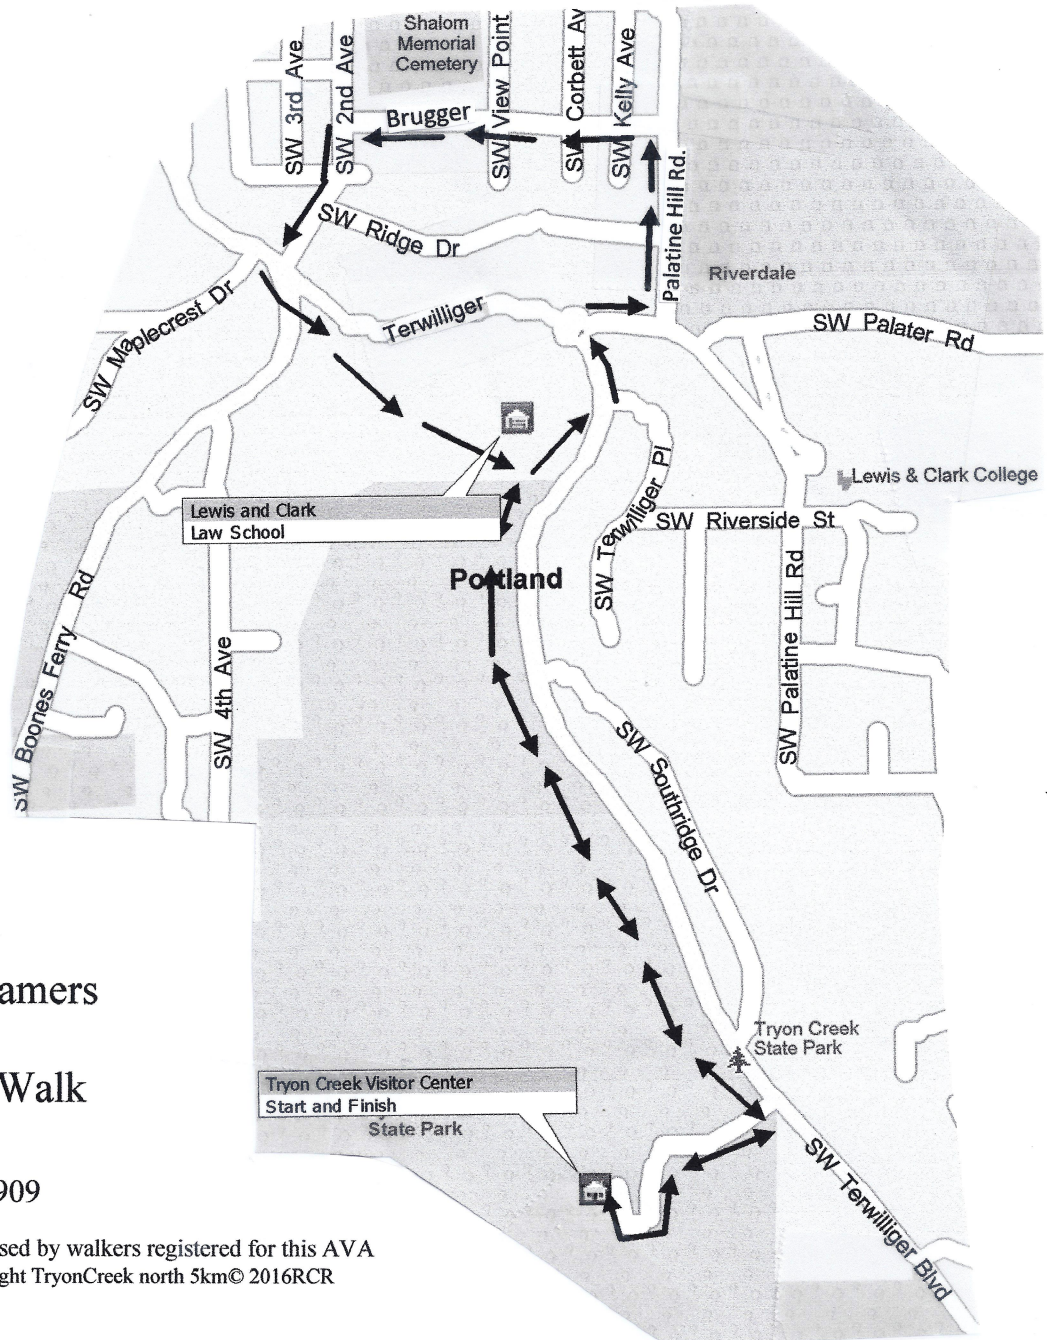 Shalom
Memorial
Cemetery
SW 3rd Ave
SW 2nd Ave
SW View Point
SW Corbett Av
SW Kelly Ave
Brugger
Palatine Hill Rd.
SW Ridge Dr
Riverdale
SW Maplecrest Dr
Terwilliger
SW Palater Rd
Lewis & Clark College
SW Terwilliger Pl
Lewis and Clark
Law School
SW Riverside St
Portland
SW Boones Ferry Rd
SW 4th Ave
SW Palatine Hill Rd
SW Southridge Dr
amers
Tryon Creek
State Park
Walk
Tryon Creek Visitor Center
Start and Finish
State Park
SW Terwilliger Blvd
909
sed by walkers registered for this AVA
ght TryonCreek north 5km© 2016RCR